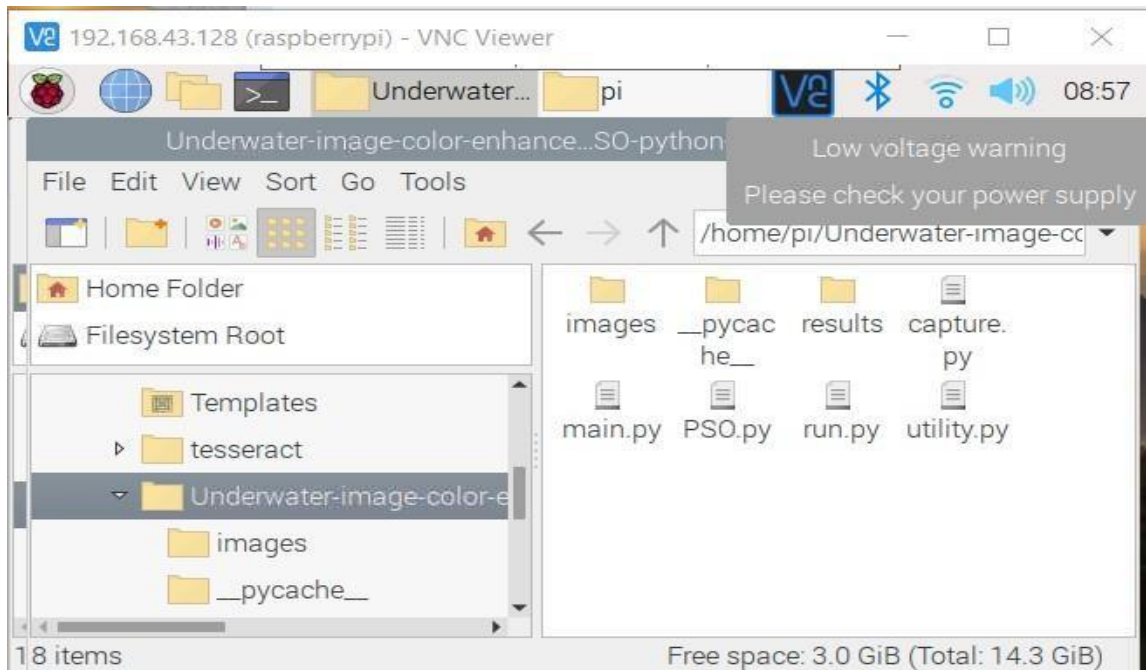 192.168.43.128 (raspberrypi) - VNC Viewer
Underwater... pi 08:57
Underwater-image-color-enhance...SO-python-
Low voltage warning
Please check your power supply
File Edit View Sort Go Tools
/home/pi/Underwater-image-cc
Home Folder
Filesystem Root
Templates
tesseract
Underwater-image-color-e
images
__pycache__
images __pycac
he__ results capture.
py
main.py PSO.py run.py utility.py
18 items Free space: 3.0 GiB (Total: 14.3 GiB)